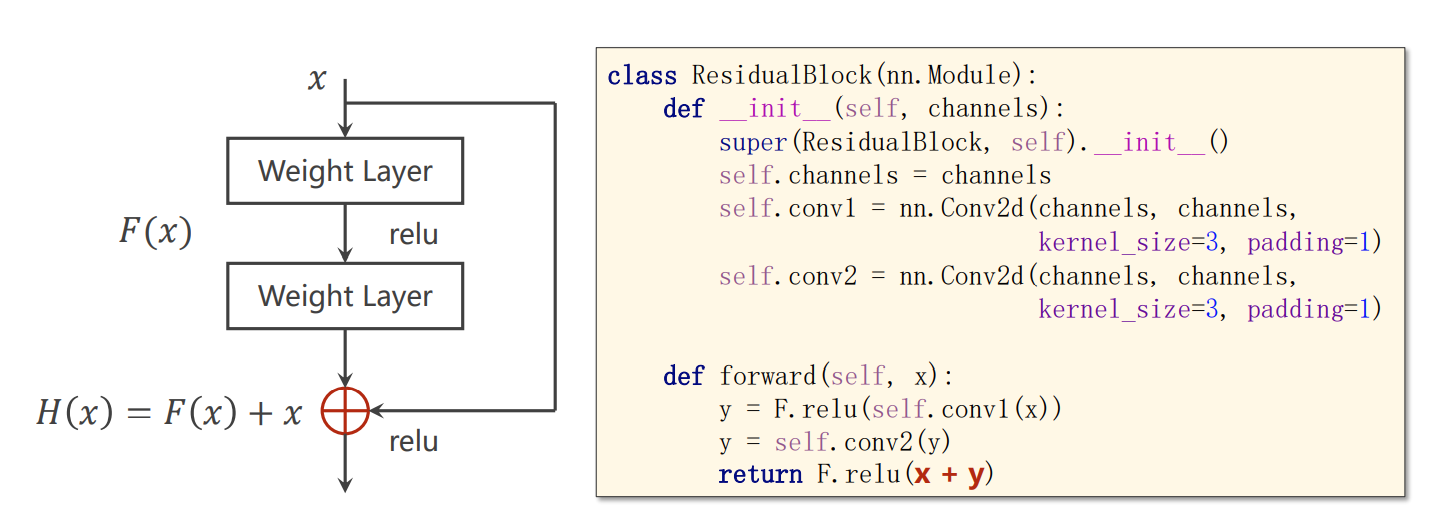 x
Weight Layer
F(x)
relu
Weight Layer
H(x) = F(x) + x
relu
class ResidualBlock(nn.Module):
    def __init__(self, channels):
        super(ResidualBlock, self).__init__()
        self.channels = channels
        self.conv1 = nn.Conv2d(channels, channels,
                               kernel_size=3, padding=1)
        self.conv2 = nn.Conv2d(channels, channels,
                               kernel_size=3, padding=1)
    def forward(self, x):
        y = F.relu(self.conv1(x))
        y = self.conv2(y)
        return F.relu(x + y)